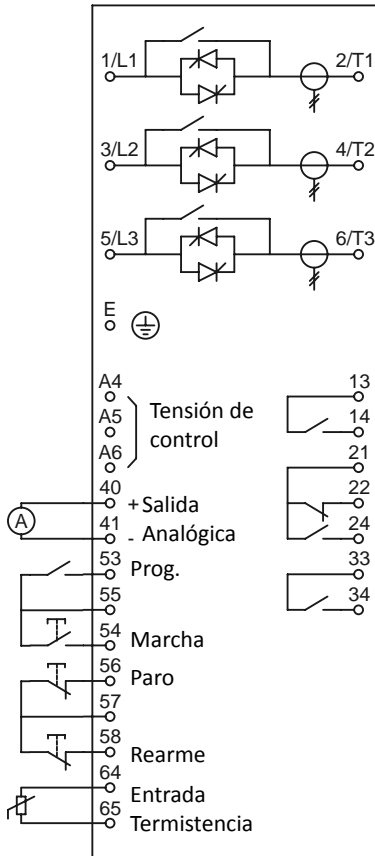 1/L1 2/T1
3/L2 4/T2
5/L3 6/T3
E
A4 13
A5 Tensión de 14
control
A6 21
40 + Salida 22
A
41 - Analógica 24
53 Prog. 33
55 34
54 Marcha
56 Paro
57
58 Rearme
64 Entrada
65 Termistencia